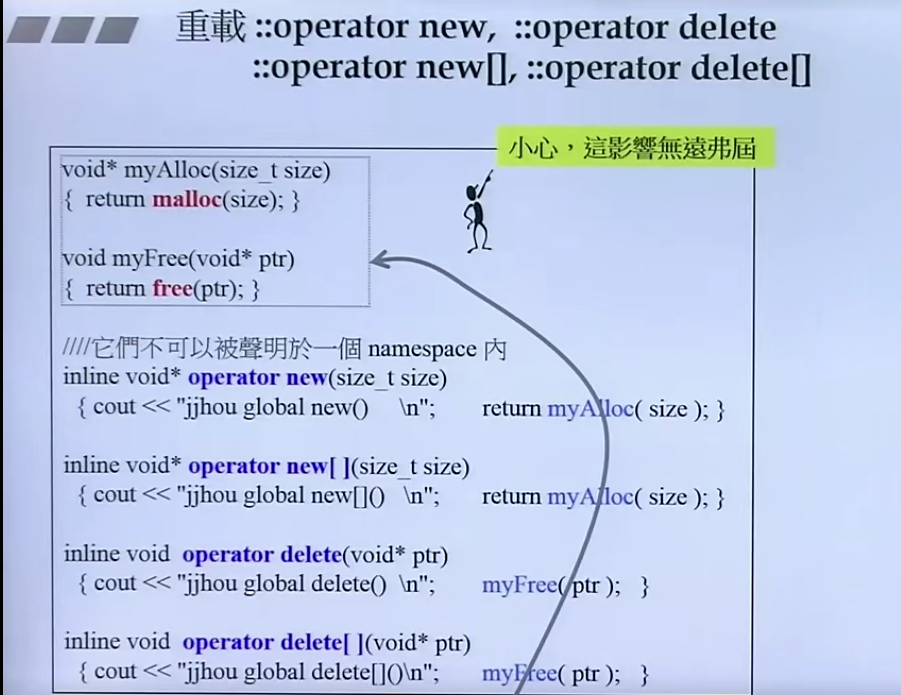 重載 ::operator new, ::operator delete
::operator new[], ::operator delete[]
小心，這影響無遠弗屆
void* myAlloc(size_t size)
{ return malloc(size); }
void myFree(void* ptr)
{ return free(ptr); }
////它們不可以被聲明於一個 namespace 內
inline void* operator new(size_t size)
{ cout << "jjhou global new() \n"; return myAlloc( size ); }
inline void* operator new[ ](size_t size)
{ cout << "jjhou global new[]() \n"; return myAlloc( size ); }
inline void operator delete(void* ptr)
{ cout << "jjhou global delete() \n"; myFree( ptr ); }
inline void operator delete[ ](void* ptr)
{ cout << "jjhou global delete[]()\n"; myFree( ptr ); }